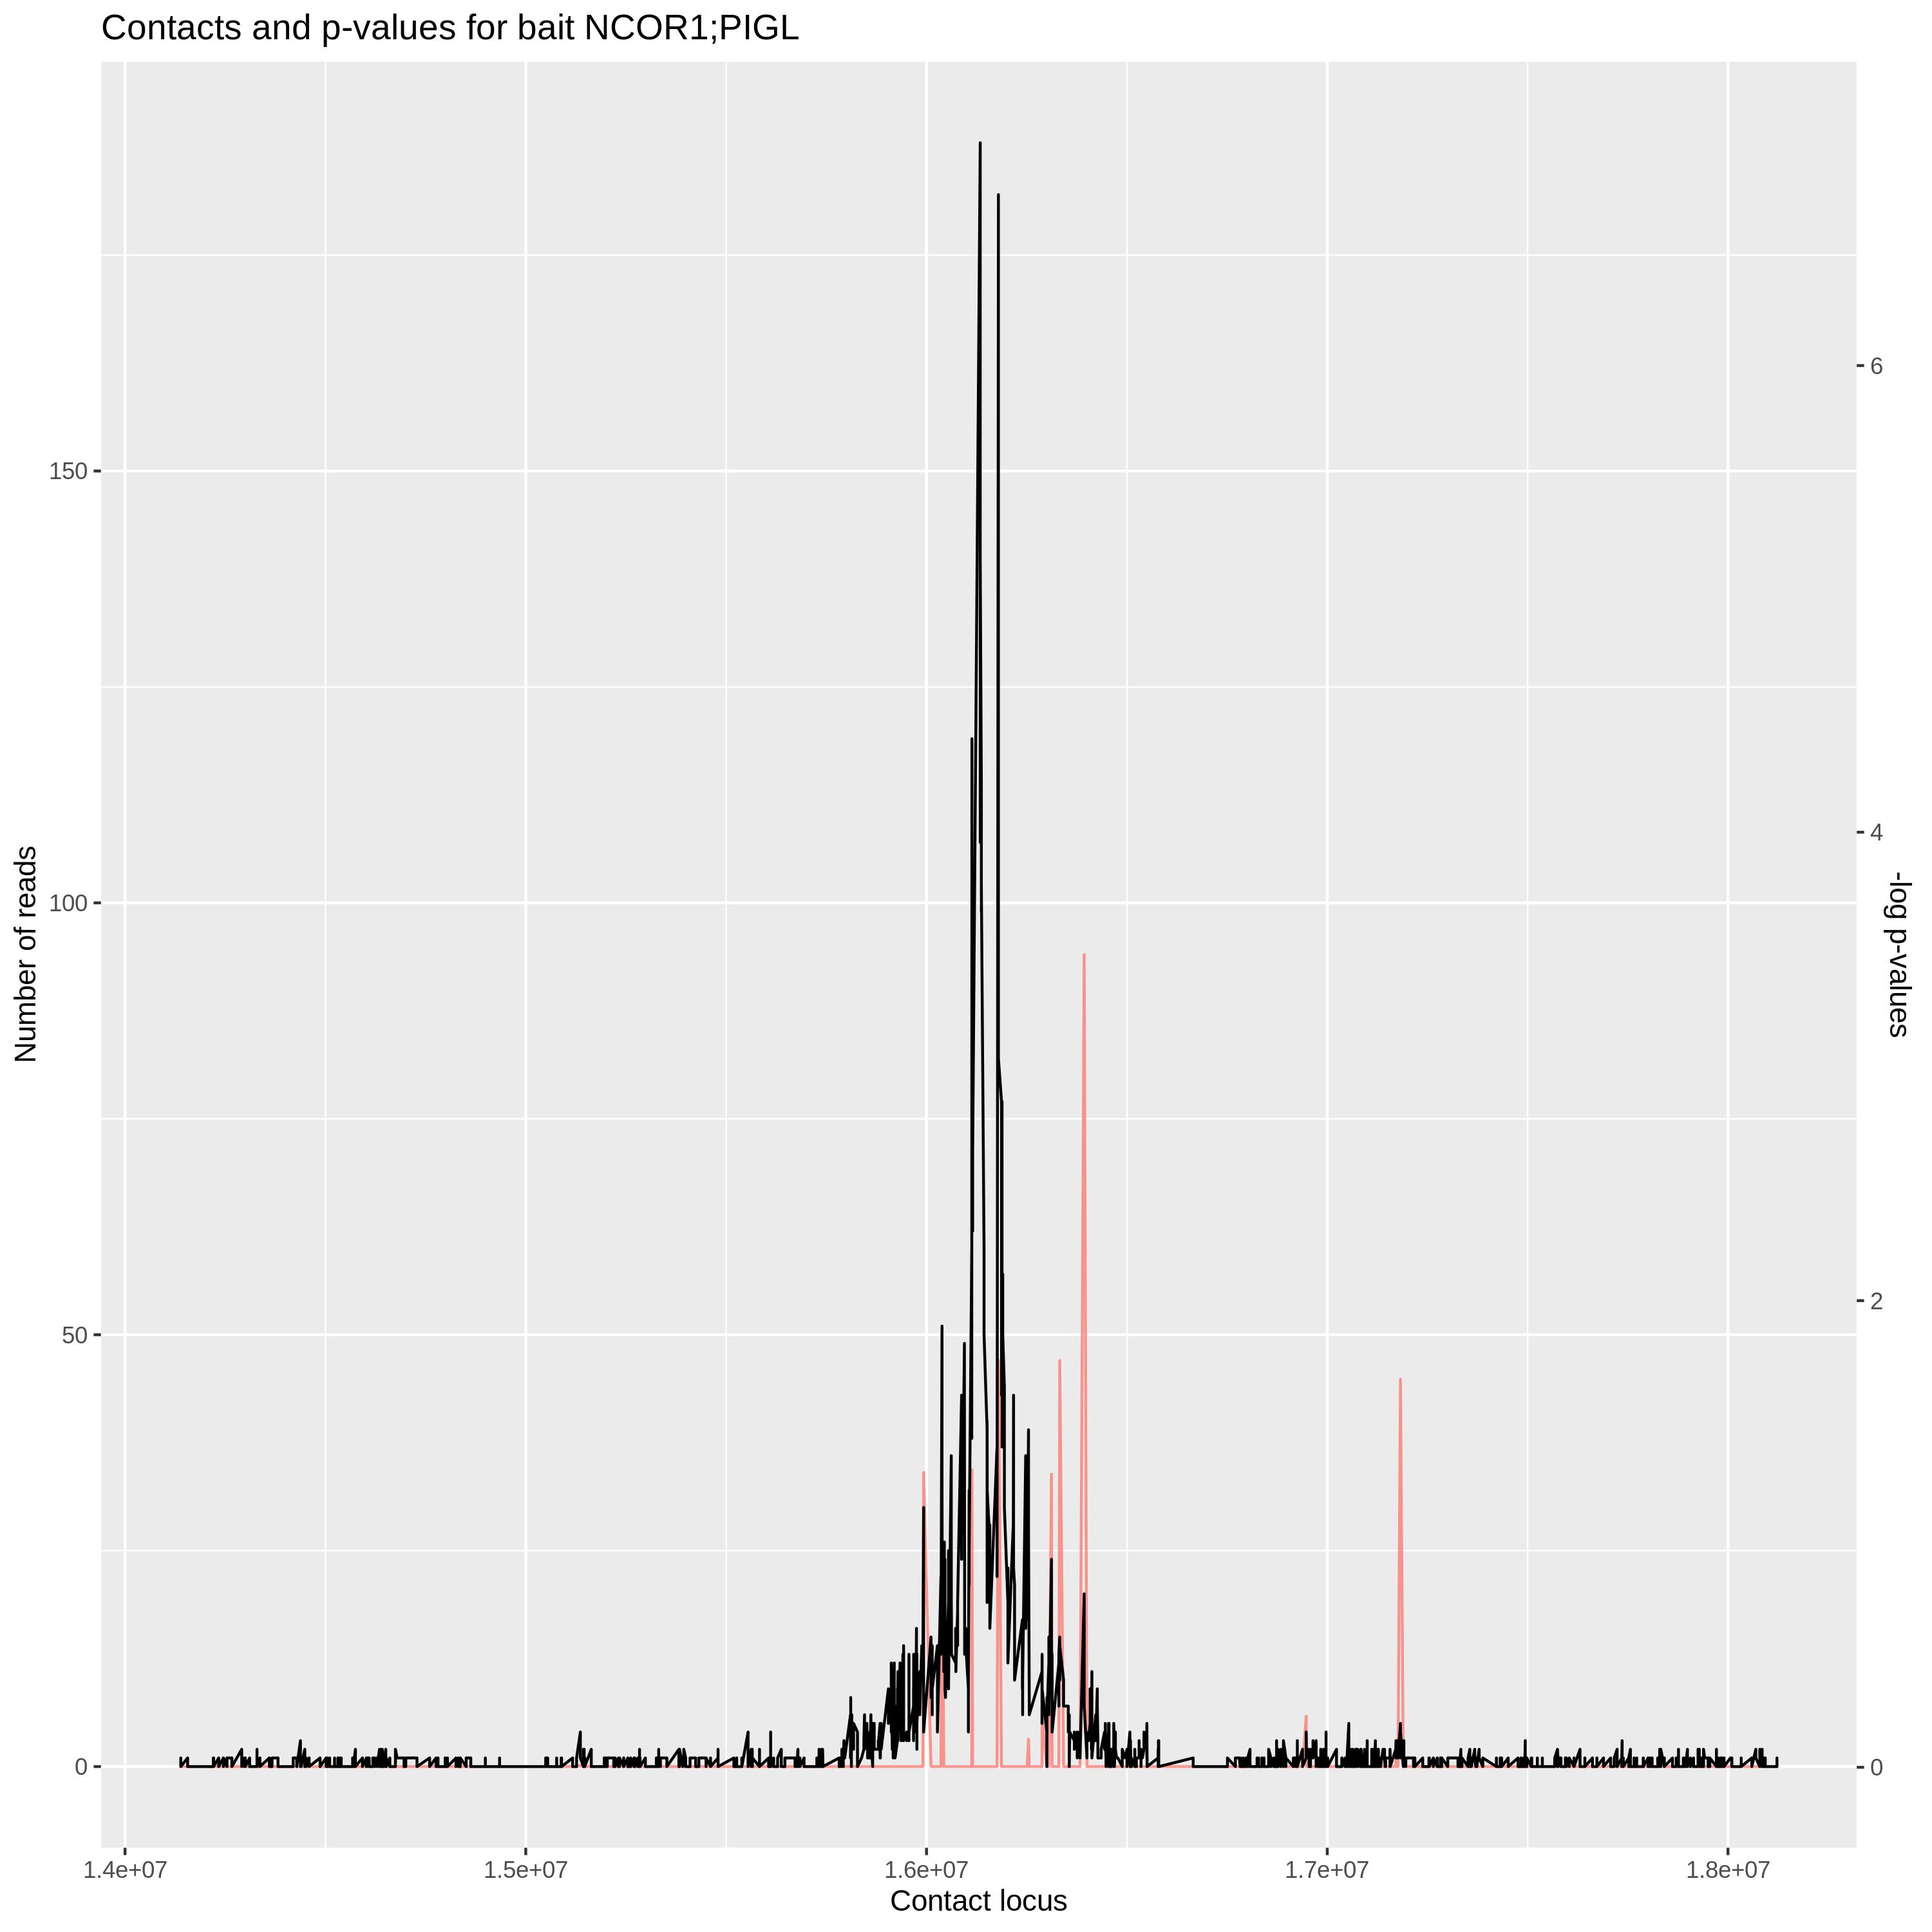 Contacts and p-values for bait NCOR1;PIGL
Number of reads
150
100
50
0
6
4
2
0
-log p-values
1.4e+07 1.5e+07 1.6e+07 1.7e+07 1.8e+07
Contact locus